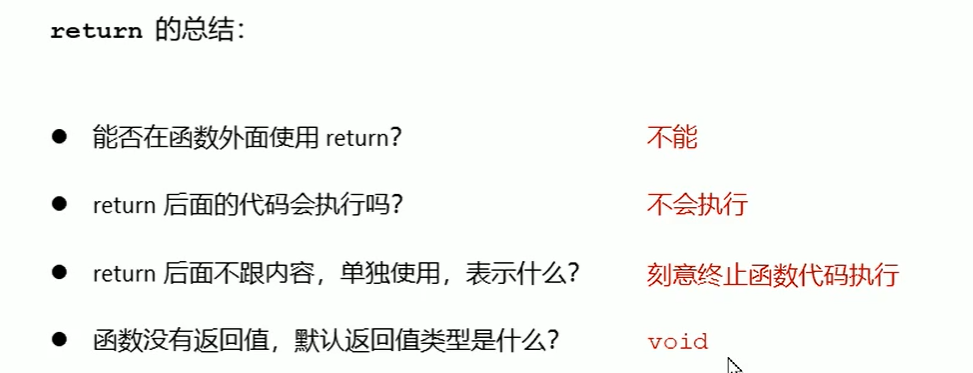 return 的总结：
● 能否在函数外面使用 return？ 不能
● return 后面的代码会执行吗？ 不会执行
● return 后面不跟内容，单独使用，表示什么？ 刻意终止函数代码执行
● 函数没有返回值，默认返回值类型是什么？ void